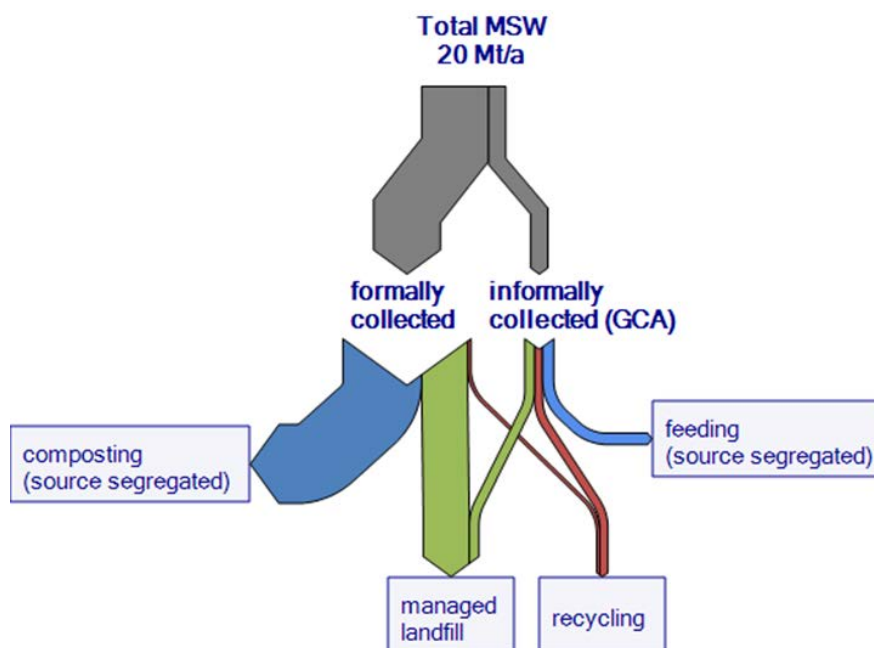 Total MSW
20 Mt/a
formally
collected
informally
collected (GCA)
composting
(source segregated)
feeding
(source segregated)
managed
landfill
recycling